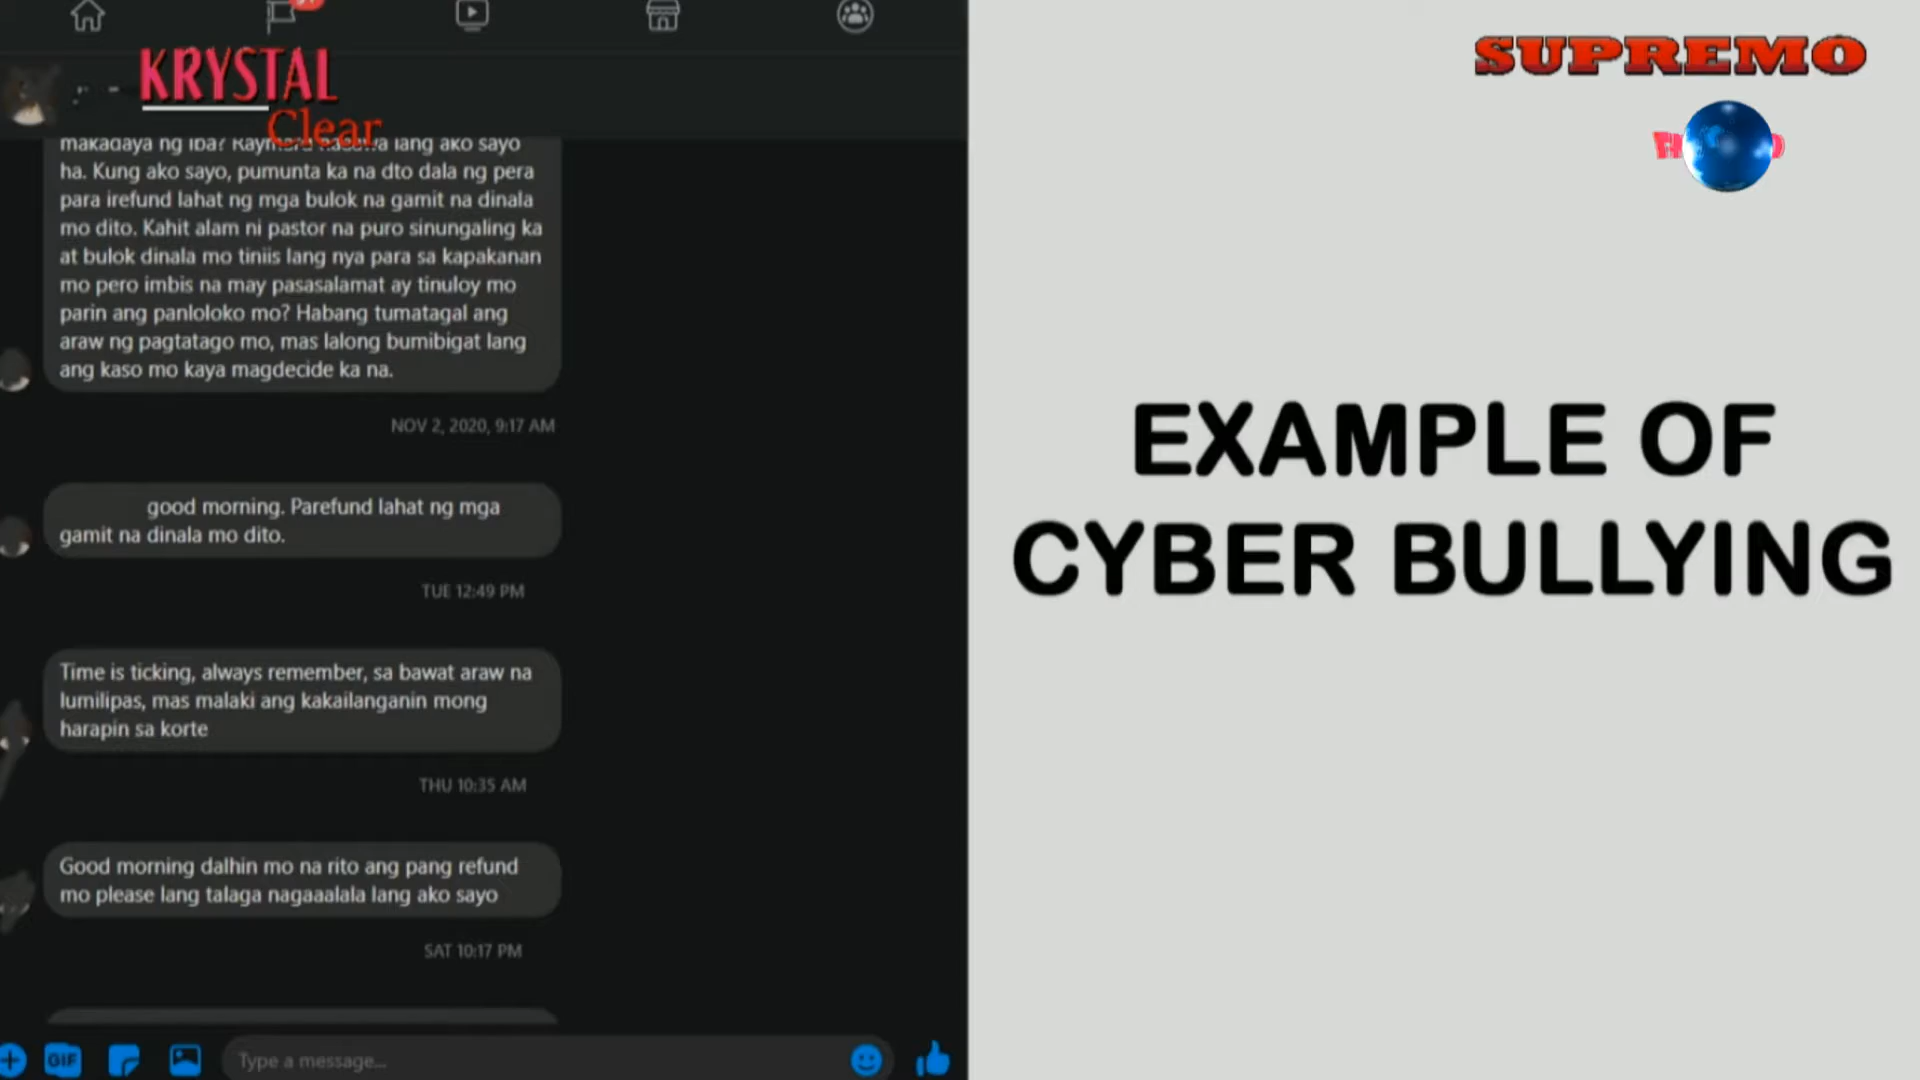 KRYSTAL
Clear
makadaya ng iba? lang ako sayo
ha. Kung ako sayo, pumunta ka na dto dala ng pera
para irefund lahat ng mga bulok na gamit na dinala
mo dito. Kahit alam ni pastor na puro sinungaling ka
at bulok dinala mo tiniis lang nya para sa kapakanan
mo pero imbis na may pasasalamat ay tinuloy mo
parin ang panloloko mo? Habang tumatagal ang
araw ng pagtatago mo, mas lalong bumibigat lang
ang kaso mo kaya magdecide ka na.
NOV 2, 2020, 9:17 AM
good morning. Parefund lahat ng mga
gamit na dinala mo dito.
TUE 12:49 PM
Time is ticking, always remember, sa bawat araw na
lumilipas, mas malaki ang kakailanganin mong
harapin sa korte
THU 10:35 AM
Good morning dalhin mo na rito ang pang refund
mo please lang talaga nagaaalala lang ako sayo
SAT 10:17 PM
GIF
Type a message...
SUPREMO
EXAMPLE OF
CYBER BULLYING